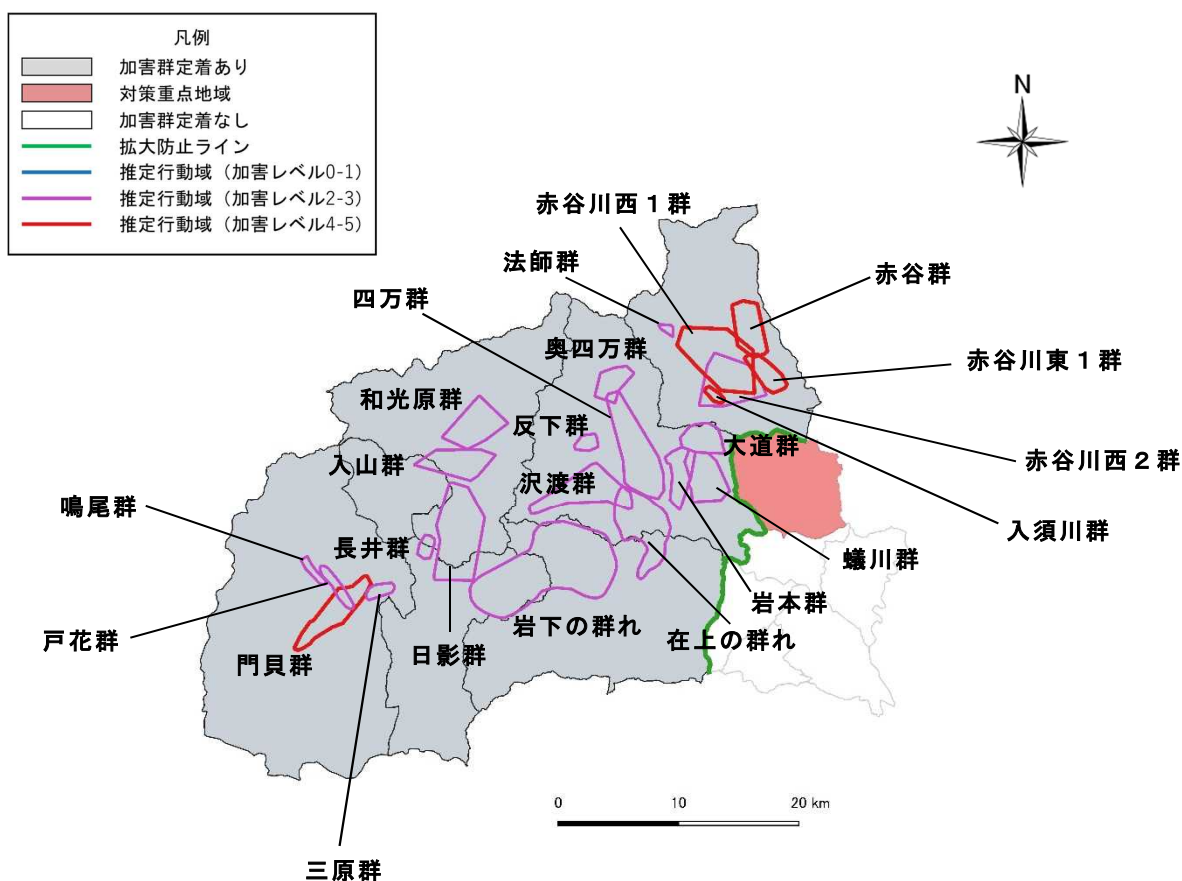 凡例
加害群定着あり
対策重点地域
加害群定着なし
拡大防止ライン
推定行動域（加害レベル0-1）
推定行動域（加害レベル2-3）
推定行動域（加害レベル4-5）
N
赤谷川西１群
法師群
赤谷群
四万群
奥四万群
赤谷川東１群
和光原群
反下群
大道群
入山群
赤谷川西２群
沢渡群
鳴尾群
入須川群
長井群
蟻川群
岩本群
戸花群
岩下の群れ
在上の群れ
日影群
門貝群
0 10 20 km
三原群